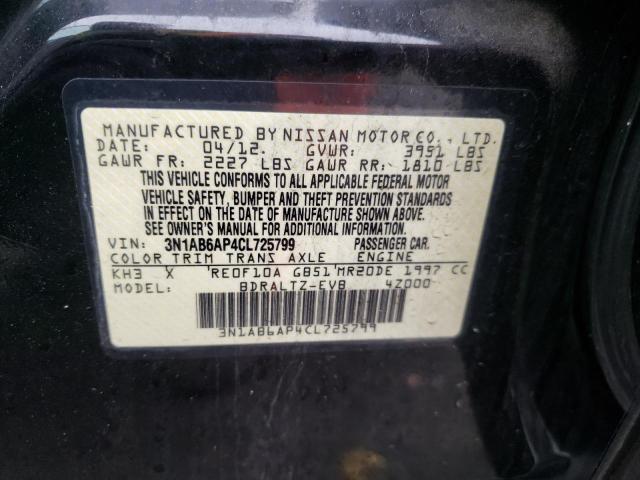 MANUFACTURED BY NISSAN MOTOR CO., LTD.
DATE: 04/12. GVWR: 3951 LBS
GAWR FR: 2227 LBS GAWR RR: 1810 LBS
THIS VEHICLE CONFORMS TO ALL APPLICABLE FEDERAL MOTOR
VEHICLE SAFETY, BUMPER AND THEFT PREVENTION STANDARDS
IN EFFECT ON THE DATE OF MANUFACTURE SHOWN ABOVE.
SEE OWNER'S MANUAL FOR ADDITIONAL INFORMATION.
VIN: 3N1AB6AP4CL725799 PASSENGER CAR.
COLOR TRIM TRANS AXLE ENGINE
KH3 X 'RE0F10A GB51'MR20DE 1997 CC
MODEL: BDRALTZ-EVB 4Z000
3N1AB6AP4CL725799